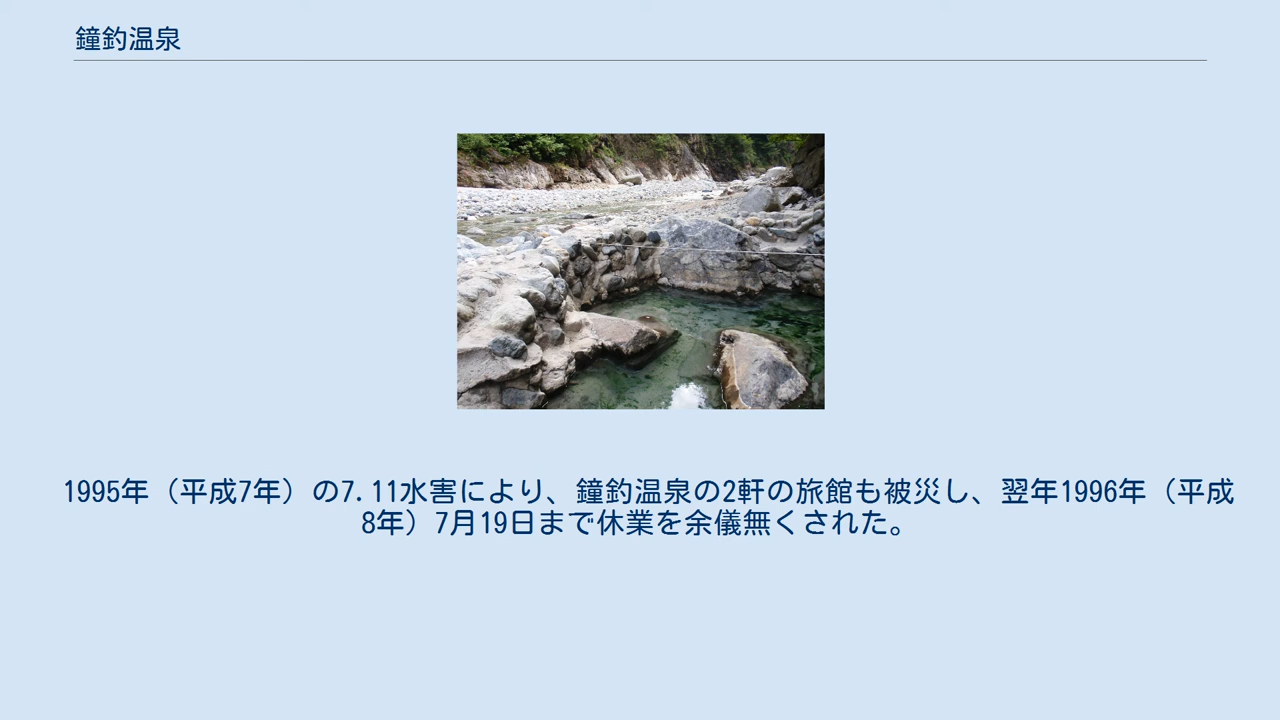 鐘釣温泉
1995年（平成7年）の7.11水害により、鐘釣温泉の2軒の旅館も被災し、翌年1996年（平成
8年）7月19日まで休業を余儀無くされた。